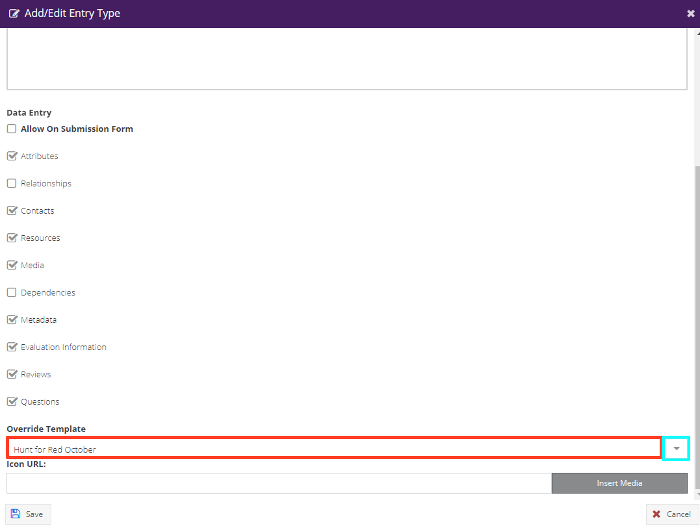 Add/Edit Entry Type
Data Entry
Allow On Submission Form
Attributes
Relationships
Contacts
Resources
Media
Dependencies
Metadata
Evaluation Information
Reviews
Questions
Override Template
Hunt for Red October
Icon URL:
Insert Media
Save
Cancel